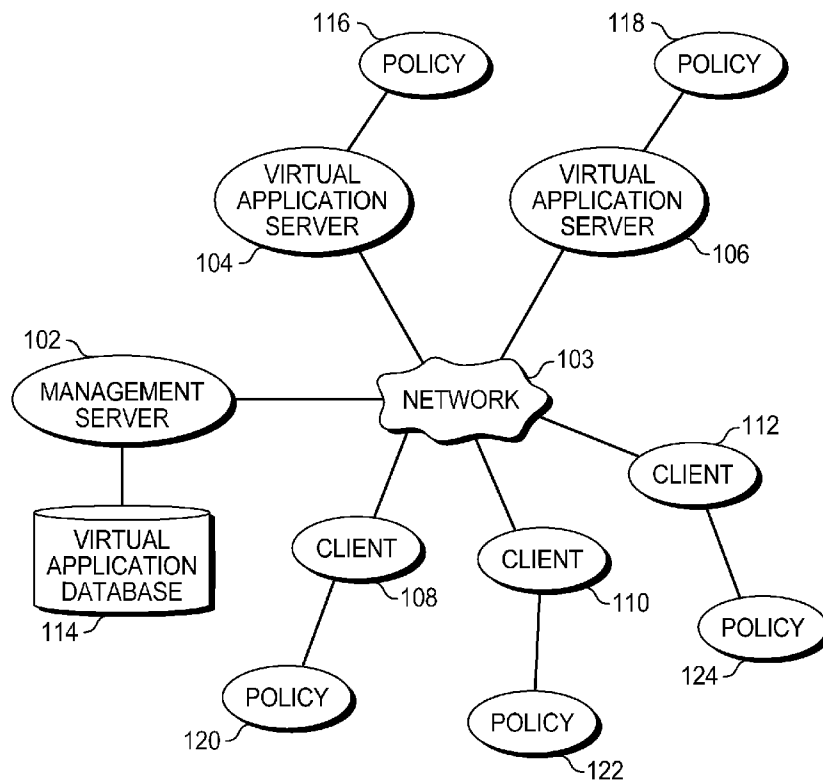 116
POLICY
118
POLICY
VIRTUAL
APPLICATION
SERVER
104
VIRTUAL
APPLICATION
SERVER
106
102
MANAGEMENT
SERVER
103
NETWORK
112
CLIENT
VIRTUAL
APPLICATION
DATABASE
114
CLIENT
108
CLIENT
110
POLICY
124
POLICY
120
POLICY
122